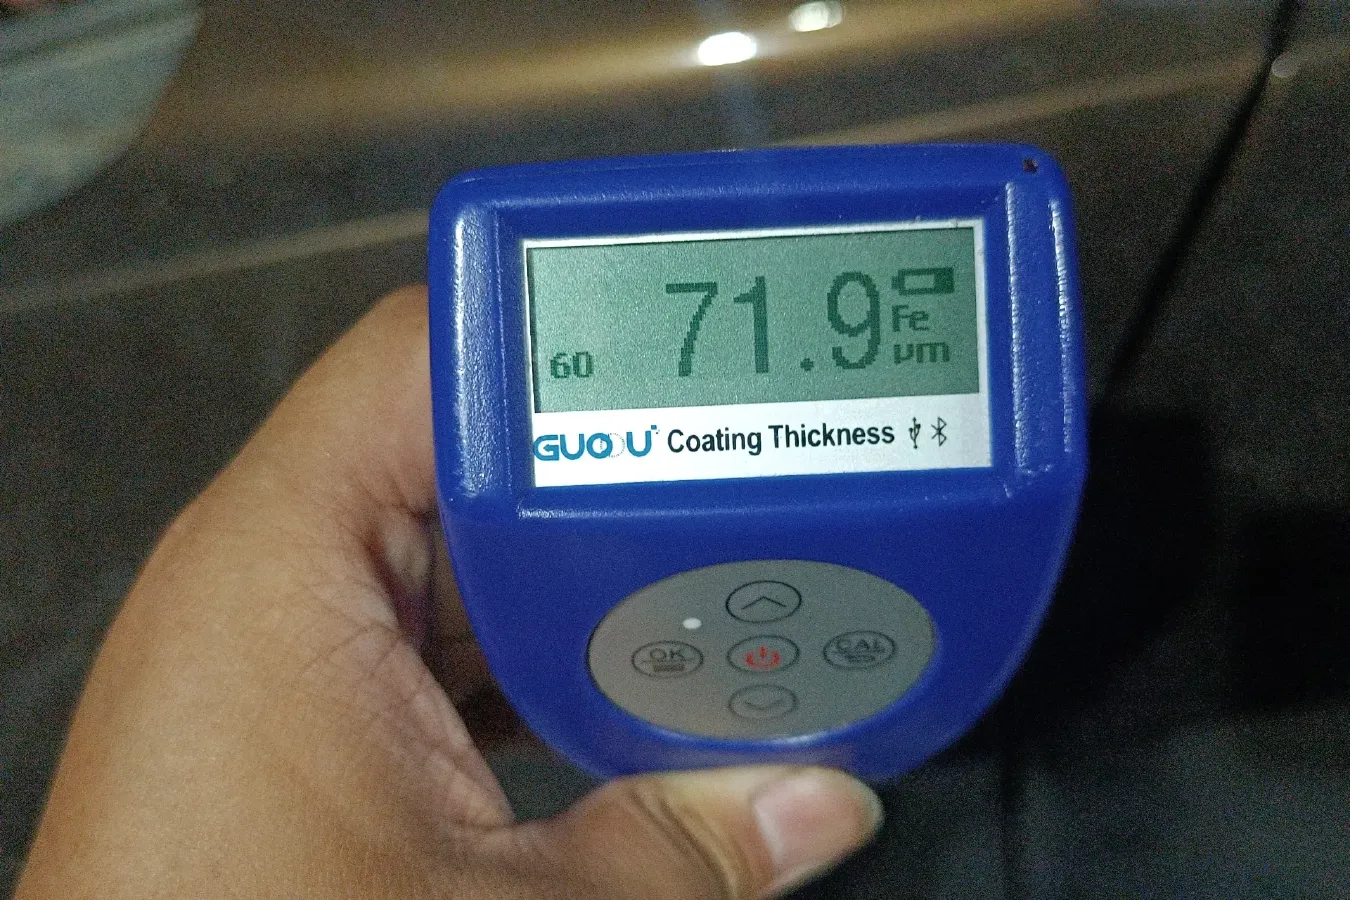 71.9
Fe
60
µm
GUOOU Coating Thickness
OK
CAL